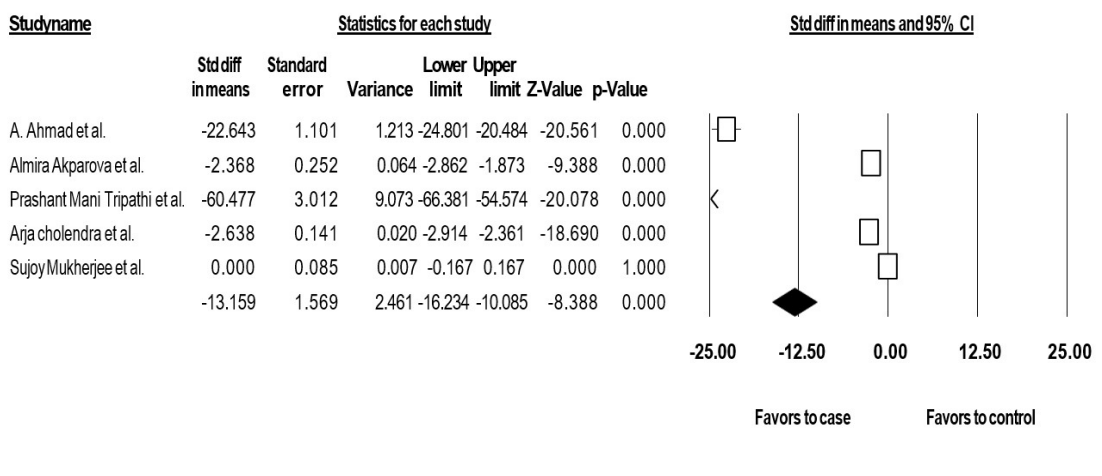 Studyname Statistics for each study Std diff in means and 95% CI
Std diff Standard Lower Upper
in means error Variance limit limit Z-Value p-Value
A. Ahmad et al. -22.643 1.101 1.213 -24.801 -20.484 -20.561 0.000
Almira Akparova et al. -2.368 0.252 0.064 -2.862 -1.873 -9.388 0.000
Prashant Mani Tripathi et al. -60.477 3.012 9.073 -66.381 -54.574 -20.078 0.000
Arja cholendra et al. -2.638 0.141 0.020 -2.914 -2.361 -18.690 0.000
Sujoy Mukherjee et al. 0.000 0.085 0.007 -0.167 0.167 0.000 1.000
-13.159 1.569 2.461 -16.234 -10.085 -8.388 0.000
-25.00 -12.50 0.00 12.50 25.00
Favors to case Favors to control